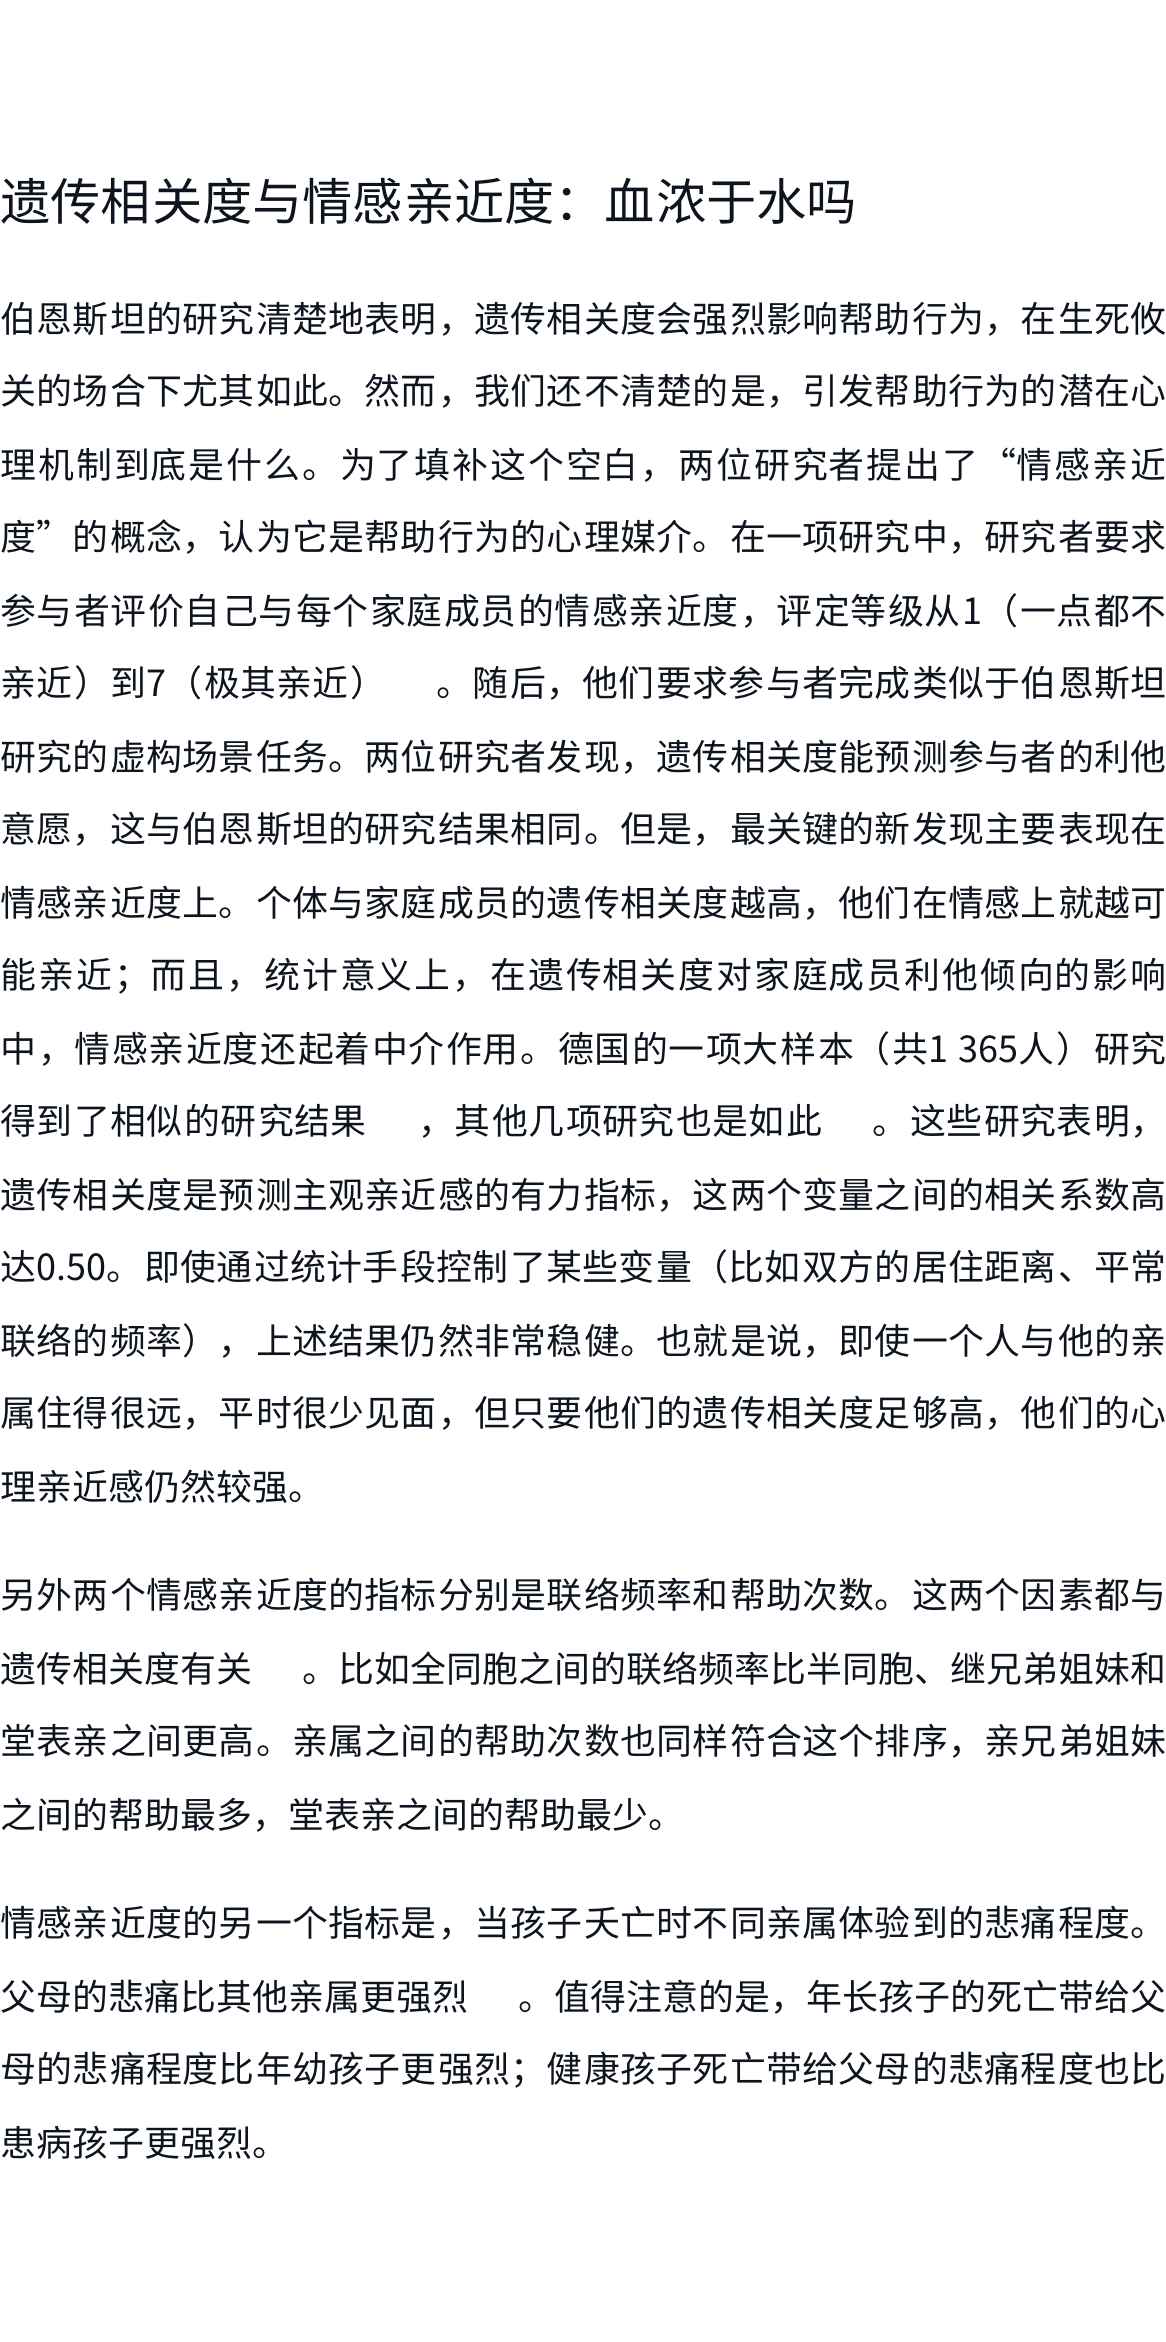 遗传相关度与情感亲近度：血浓于水吗
伯恩斯坦的研究清楚地表明，遗传相关度会强烈影响帮助行为，在生死攸
关的场合下尤其如此。然而，我们还不清楚的是，引发帮助行为的潜在心
理机制到底是什么。为了填补这个空白，两位研究者提出了“情感亲近
度”的概念，认为它是帮助行为的心理媒介。在一项研究中，研究者要求
参与者评价自己与每个家庭成员的情感亲近度，评定等级从1（一点都不
亲近）到7（极其亲近） 。随后，他们要求参与者完成类似于伯恩斯坦
研究的虚构场景任务。两位研究者发现，遗传相关度能预测参与者的利他
意愿，这与伯恩斯坦的研究结果相同。但是，最关键的新发现主要表现在
情感亲近度上。个体与家庭成员的遗传相关度越高，他们在情感上就越可
能亲近；而且，统计意义上，在遗传相关度对家庭成员利他倾向的影响
中，情感亲近度还起着中介作用。德国的一项大样本（共1 365人）研究
得到了相似的研究结果 ，其他几项研究也是如此 。这些研究表明，
遗传相关度是预测主观亲近感的有力指标，这两个变量之间的相关系数高
达0.50。即使通过统计手段控制了某些变量（比如双方的居住距离、平常
联络的频率），上述结果仍然非常稳健。也就是说，即使一个人与他的亲
属住得很远，平时很少见面，但只要他们的遗传相关度足够高，他们的心
理亲近感仍然较强。
另外两个情感亲近度的指标分别是联络频率和帮助次数。这两个因素都与
遗传相关度有关 。比如全同胞之间的联络频率比半同胞、继兄弟姐妹和
堂表亲之间更高。亲属之间的帮助次数也同样符合这个排序，亲兄弟姐妹
之间的帮助最多，堂表亲之间的帮助最少。
情感亲近度的另一个指标是，当孩子夭亡时不同亲属体验到的悲痛程度。
父母的悲痛比其他亲属更强烈 。值得注意的是，年长孩子的死亡带给父
母的悲痛程度比年幼孩子更强烈；健康孩子死亡带给父母的悲痛程度也比
患病孩子更强烈。